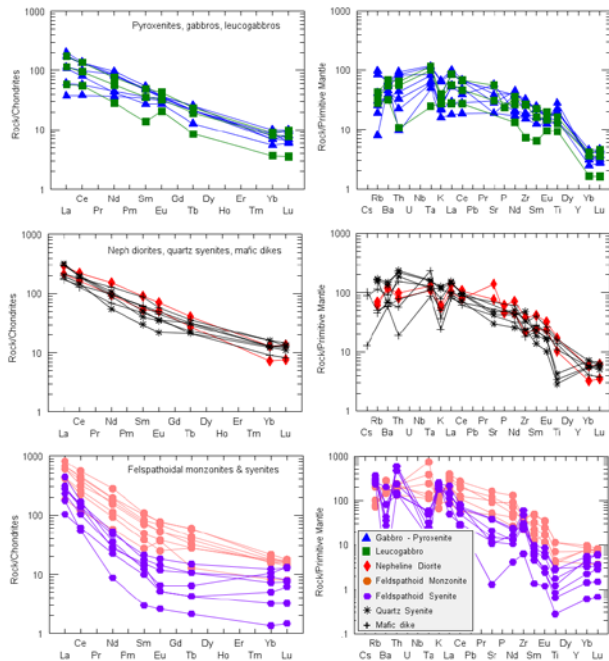 Pyroxenites, gabbros, leucogabbros
Rock/Chondrites
1000
100
10
1
Ce Nd Sm Gd Dy Er Yb
La Pr Pm Eu Tb Ho Tm Lu
Rock/Primitive Mantle
1000
100
10
1
Rb Th Nb K Ce Pr P Zr Eu Dy Yb
Cs Ba U Ta La Pb Sr Nd Sm Ti Y Lu
Neph diorites, quartz syenites, mafic dikes
Rock/Chondrites
1000
100
10
1
Ce Nd Sm Gd Dy Er Yb
La Pr Pm Eu Tb Ho Tm Lu
Rock/Primitive Mantle
1000
100
10
1
Rb Th Nb K Ce Pr P Zr Eu Dy Yb
Cs Ba U Ta La Pb Sr Nd Sm Ti Y Lu
Felspathoidal monzonites & syenites
Rock/Chondrites
1000
100
10
1
Ce Nd Sm Gd Dy Er Yb
La Pr Pm Eu Tb Ho Tm Lu
Rock/Primitive Mantle
1000
100
10
1
.1
Gabbro - Pyroxenite
Leucogabbro
Nepheline Diorte
Feldspathoid Monzonite
Feldspathoid Syenite
Quartz Syenite
Mafic dike
Rb Th Nb K Ce Pr P Zr Eu Dy Yb
Cs Ba U Ta La Pb Sr Nd Sm Ti Y Lu